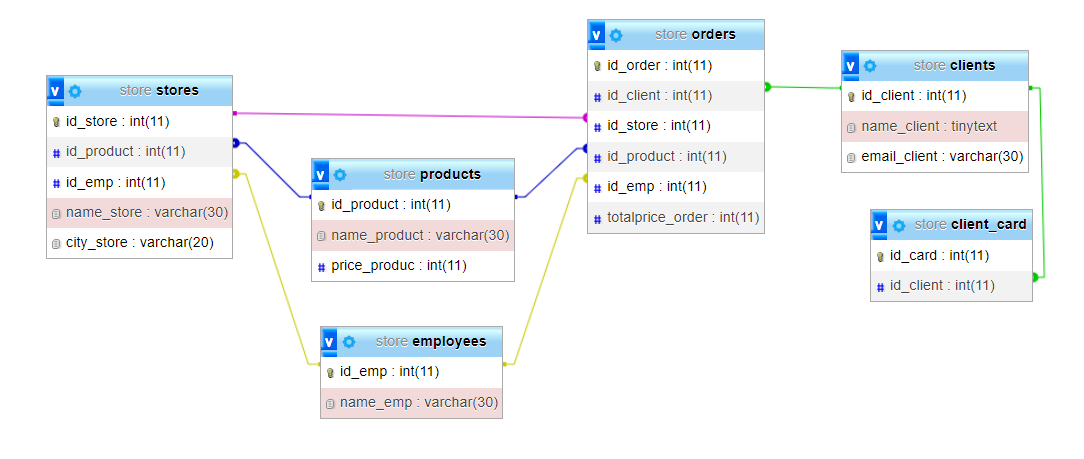 v store stores
id_store : int(11)
id_product : int(11)
id_emp : int(11)
name_store : varchar(30)
city_store : varchar(20)
v store products
id_product : int(11)
name_product : varchar(30)
price_produc : int(11)
v store employees
id_emp : int(11)
name_emp : varchar(30)
v store orders
id_order : int(11)
id_client : int(11)
id_store : int(11)
id_product : int(11)
id_emp : int(11)
totalprice_order : int(11)
v store clients
id_client : int(11)
name_client : tinytext
email_client : varchar(30)
v store client_card
id_card : int(11)
id_client : int(11)